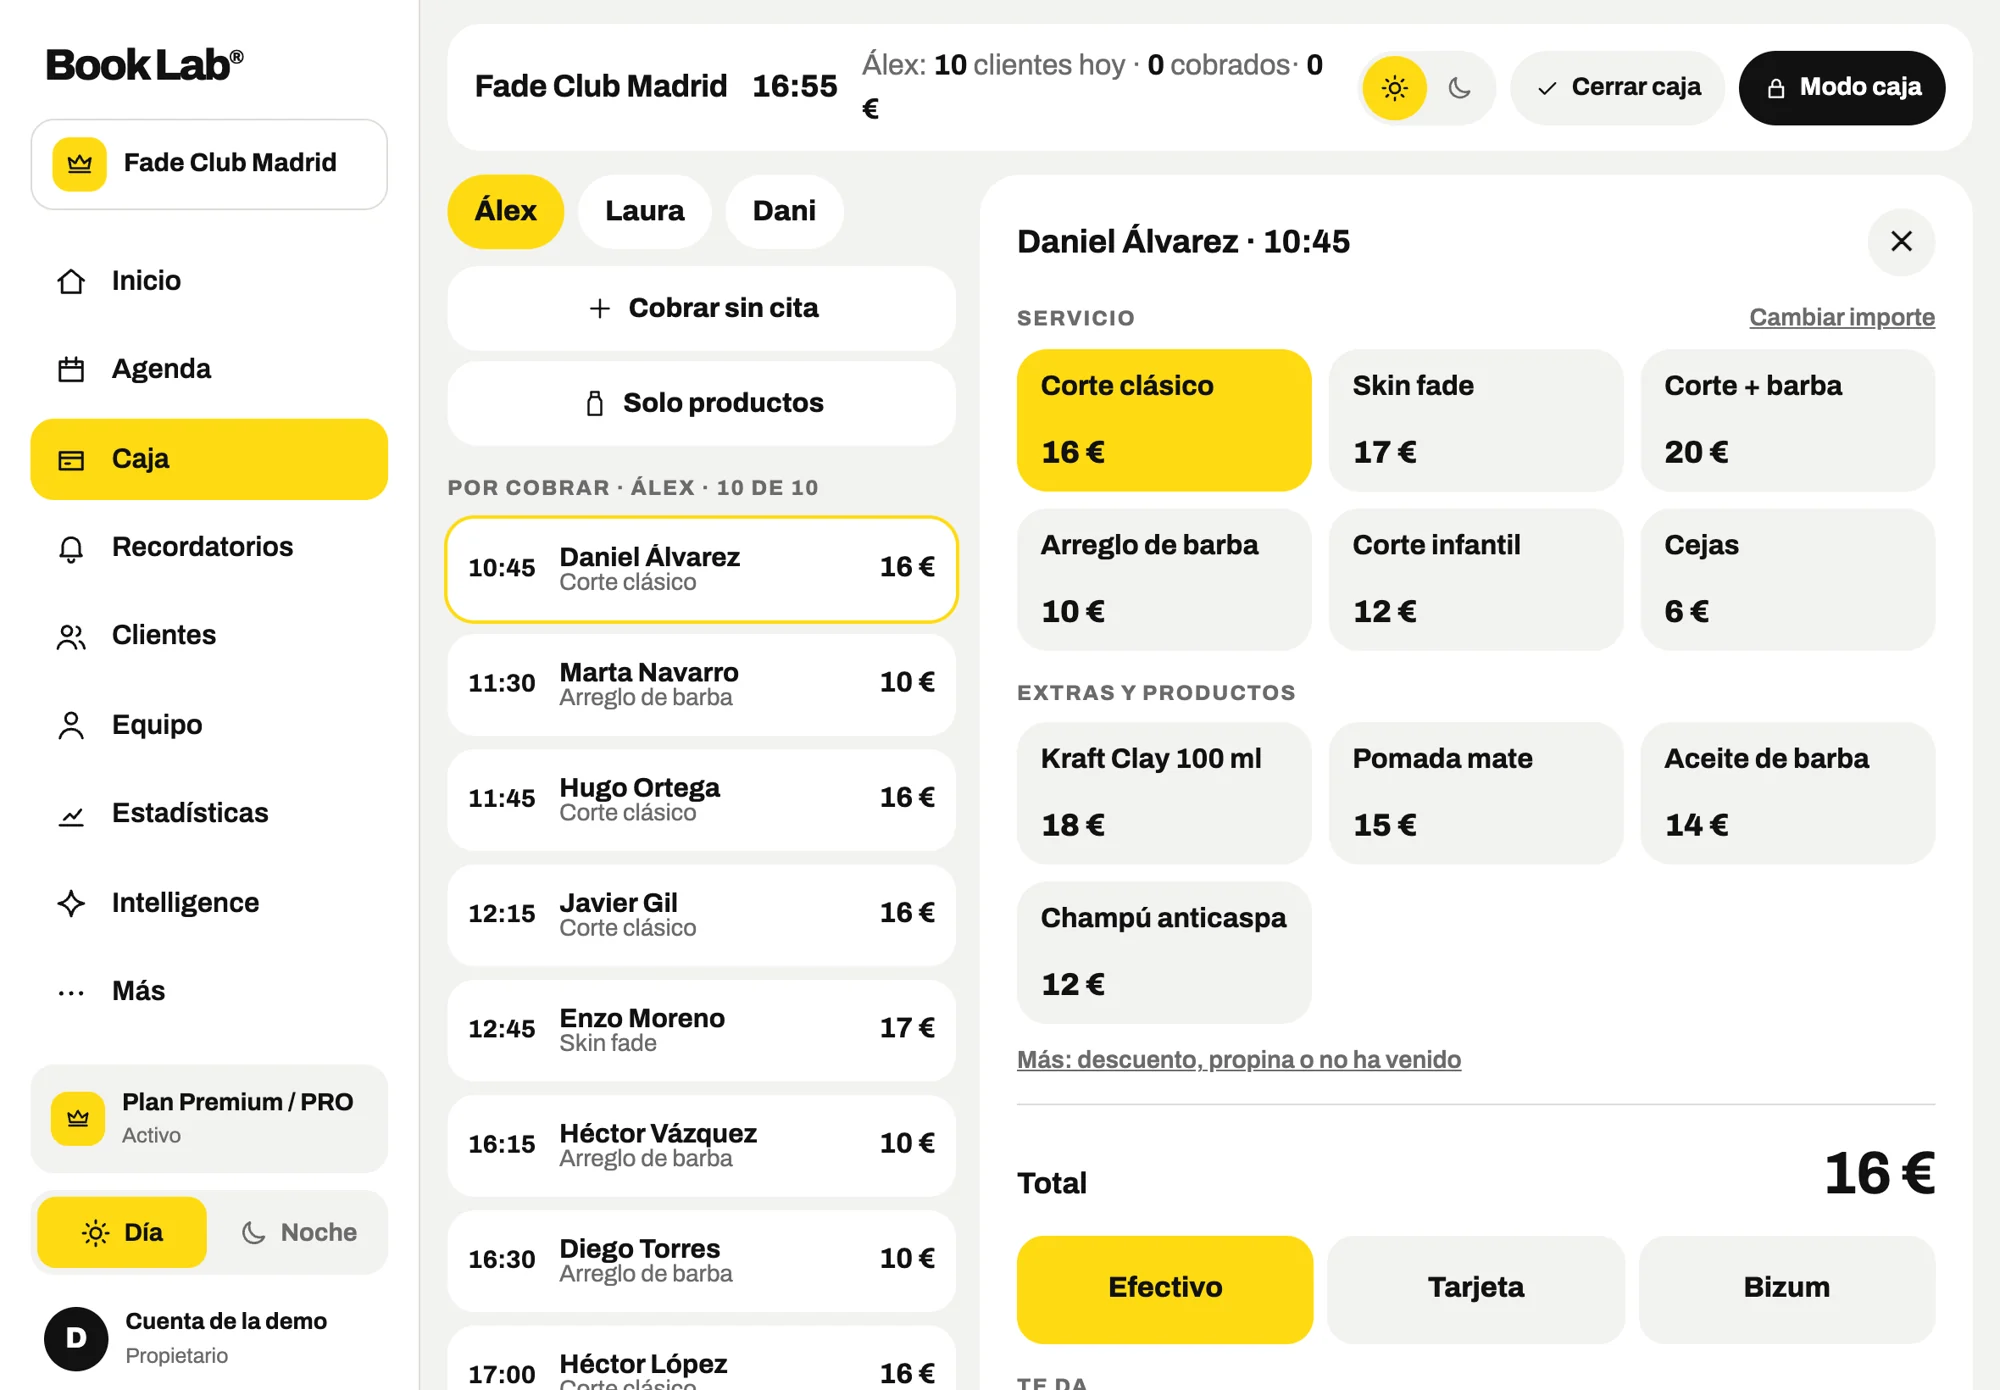 Book Lab®
Fade Club Madrid
Inicio
Agenda
Caja
Recordatorios
Clientes
Equipo
Estadísticas
Intelligence
Más
Plan Premium / PRO
Activo
Día
Noche
D
Cuenta de la demo
Propietario
Fade Club Madrid
16:55
Álex: 10 clientes hoy · 0 cobrados · 0
€
Cerrar caja
Modo caja
Álex
Laura
Dani
Cobrar sin cita
Solo productos
POR COBRAR · ÁLEX · 10 DE 10
10:45
Daniel Álvarez
Corte clásico
16 €
11:30
Marta Navarro
Arreglo de barba
10 €
11:45
Hugo Ortega
Corte clásico
16 €
12:15
Javier Gil
Corte clásico
16 €
12:45
Enzo Moreno
Skin fade
17 €
16:15
Héctor Vázquez
Arreglo de barba
10 €
16:30
Diego Torres
Arreglo de barba
10 €
17:00
Héctor López
Corte clásico
16 €
Daniel Álvarez · 10:45
SERVICIO
Cambiar importe
Corte clásico
16 €
Skin fade
17 €
Corte + barba
20 €
Arreglo de barba
10 €
Corte infantil
12 €
Cejas
6 €
EXTRAS Y PRODUCTOS
Kraft Clay 100 ml
18 €
Pomada mate
15 €
Aceite de barba
14 €
Champú anticaspa
12 €
Más: descuento, propina o no ha venido
Total
16 €
Efectivo
Tarjeta
Bizum
TE DA